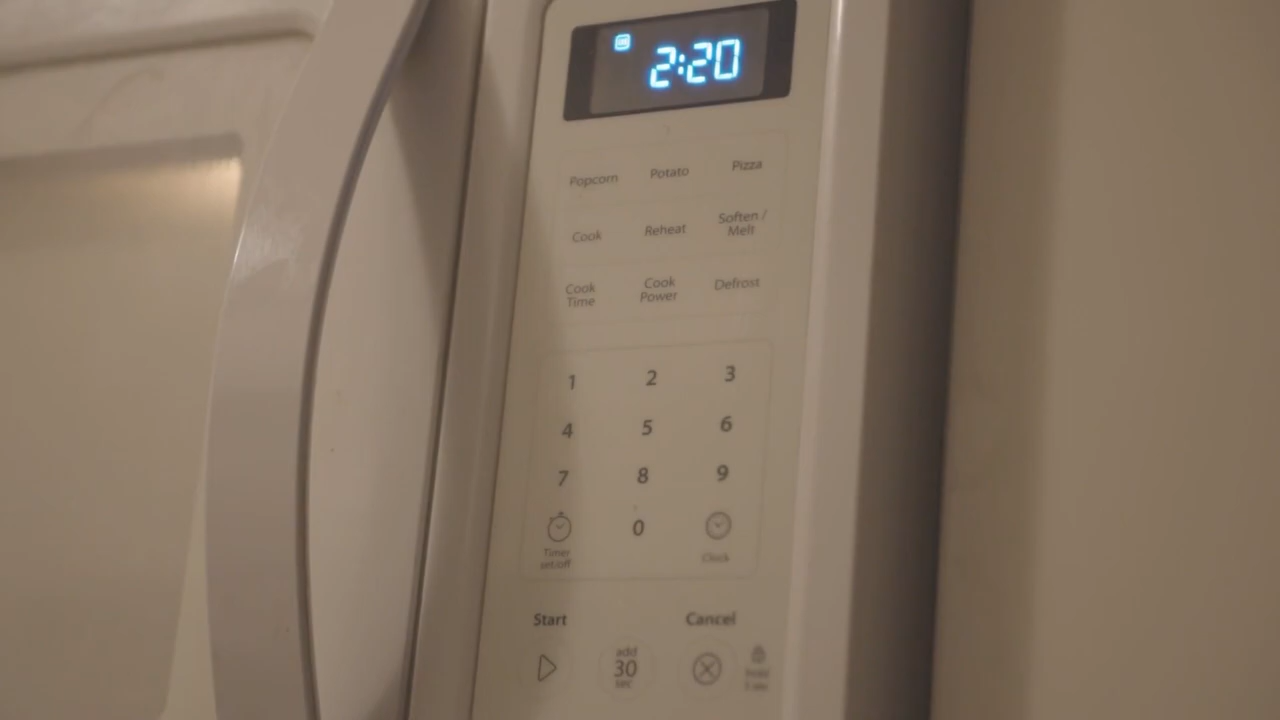 2:20
Popcorn Potato Pizza
Cook Reheat Soften /
Melt
Cook Time Cook Power Defrost
1 2 3
4 5 6
7 8 9
0
Timer set/off Clock
Start Cancel
add
30
sec